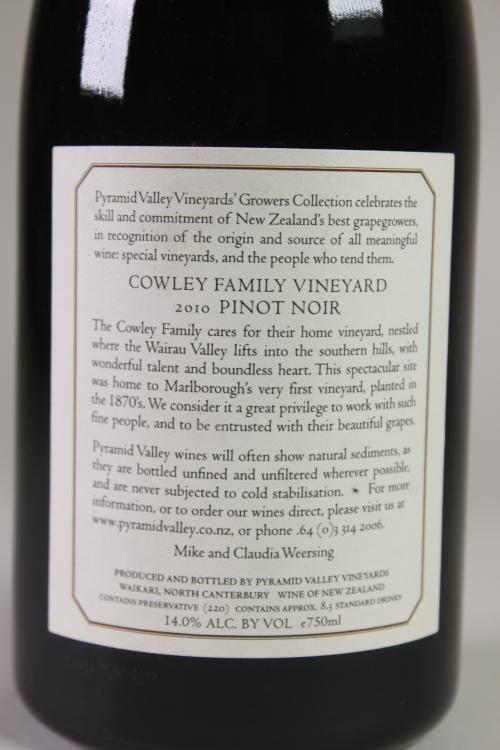 Pyramid Valley Vineyards' Growers Collection celebrates the
skill and commitment of New Zealand's best grapegrowers,
in recognition of the origin and source of all meaningful
wine: special vineyards, and the people who tend them.
COWLEY FAMILY VINEYARD
2010 PINOT NOIR
The Cowley Family cares for their home vineyard, nestled
where the Wairau Valley lifts into the southern hills, with
wonderful talent and boundless heart. This spectacular site
was home to Marlborough's very first vineyard, planted in
the 1870's. We consider it a great privilege to work with such
fine people, and to be entrusted with their beautiful grapes.
Pyramid Valley wines will often show natural sediments, as
they are bottled unfined and unfiltered wherever possible,
and are never subjected to cold stabilisation. * For more
information, or to order our wines direct, please visit us at
www.pyramidvalley.co.nz, or phone .64 (0)3 314 2006.
Mike and Claudia Weersing
PRODUCED AND BOTTLED BY PYRAMID VALLEY VINEYARDS
WAIKARI, NORTH CANTERBURY WINE OF NEW ZEALAND
CONTAINS PRESERVATIVE (220) CONTAINS APPROX. 8.3 STANDARD DRINKS
14.0% ALC. BY VOL e750ml